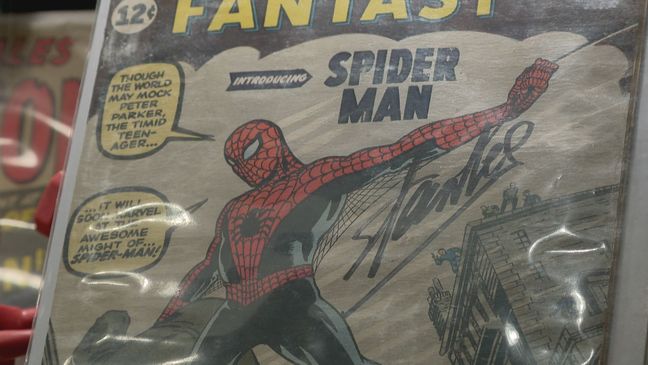 12¢
FANTASY
ALES
INTRODUCING
SPIDER
MAN
THOUGH
THE WORLD
MAY MOCK
PETER
PARKER,
THE TIMID
TEEN-
AGER...
...IT WILL
SOON MARVEL
AT THE
AWESOME
MIGHT OF...
SPIDER-MAN!
Stan Lee